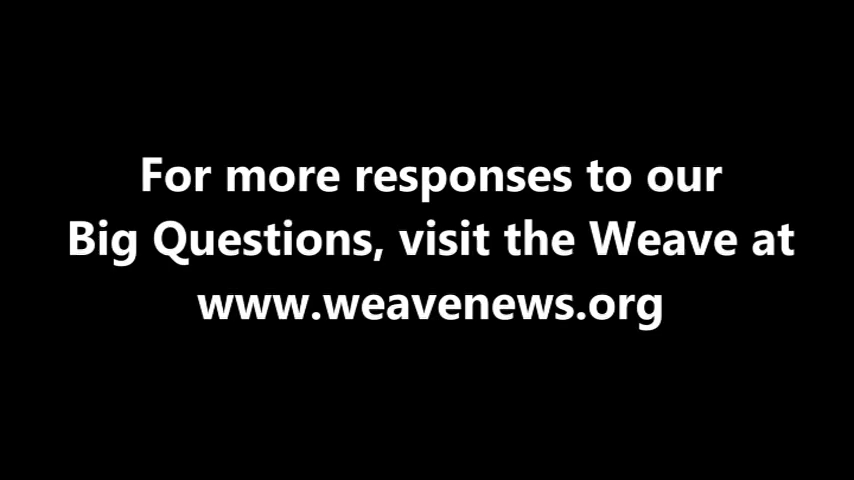 For more responses to our
Big Questions, visit the Weave at
www.weavenews.org